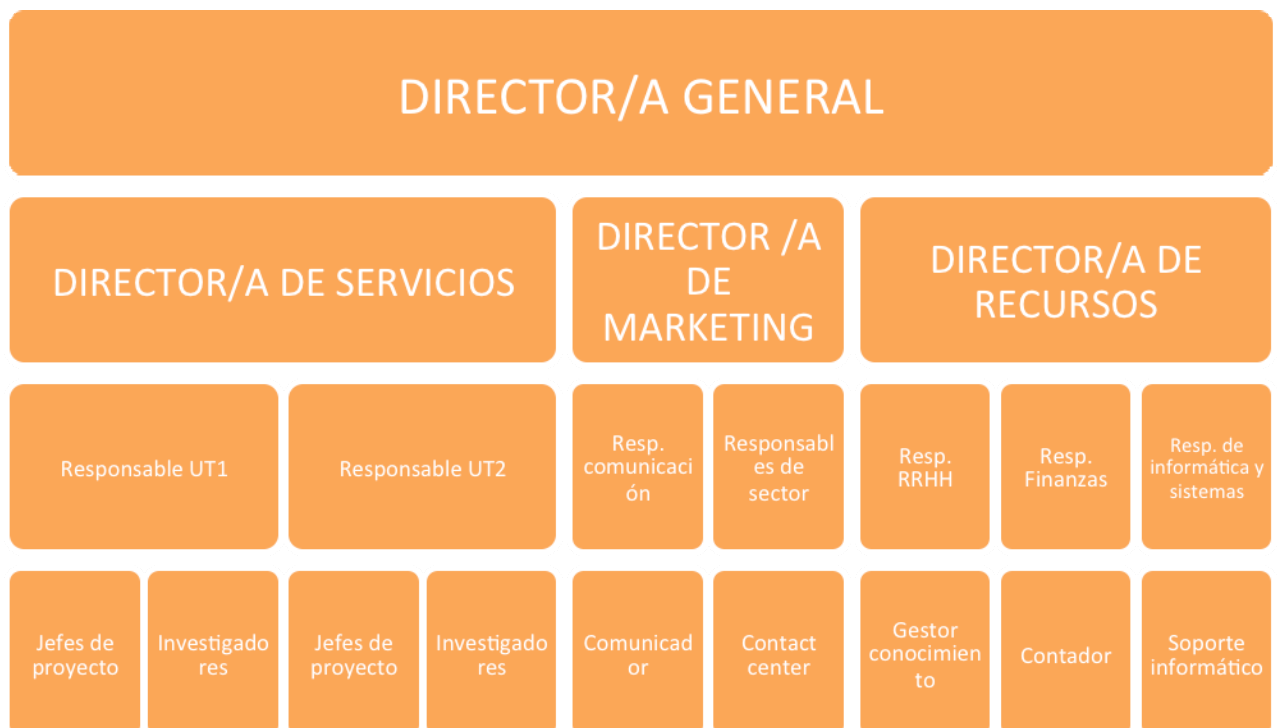 DIRECTOR/A GENERAL
DIRECTOR/A DE SERVICIOS
DIRECTOR /A
DE
MARKETING
DIRECTOR/A DE
RECURSOS
Responsable UT1
Responsable UT2
Resp.
comunicaci
ón
Responsabl
es de
sector
Resp.
RRHH
Resp.
Finanzas
Resp. de
informática y
sistemas
Jefes de
proyecto
Investigado
res
Jefes de
proyecto
Investigado
res
Comunicad
or
Contact
center
Gestor
conocimien
to
Contador
Soporte
informático